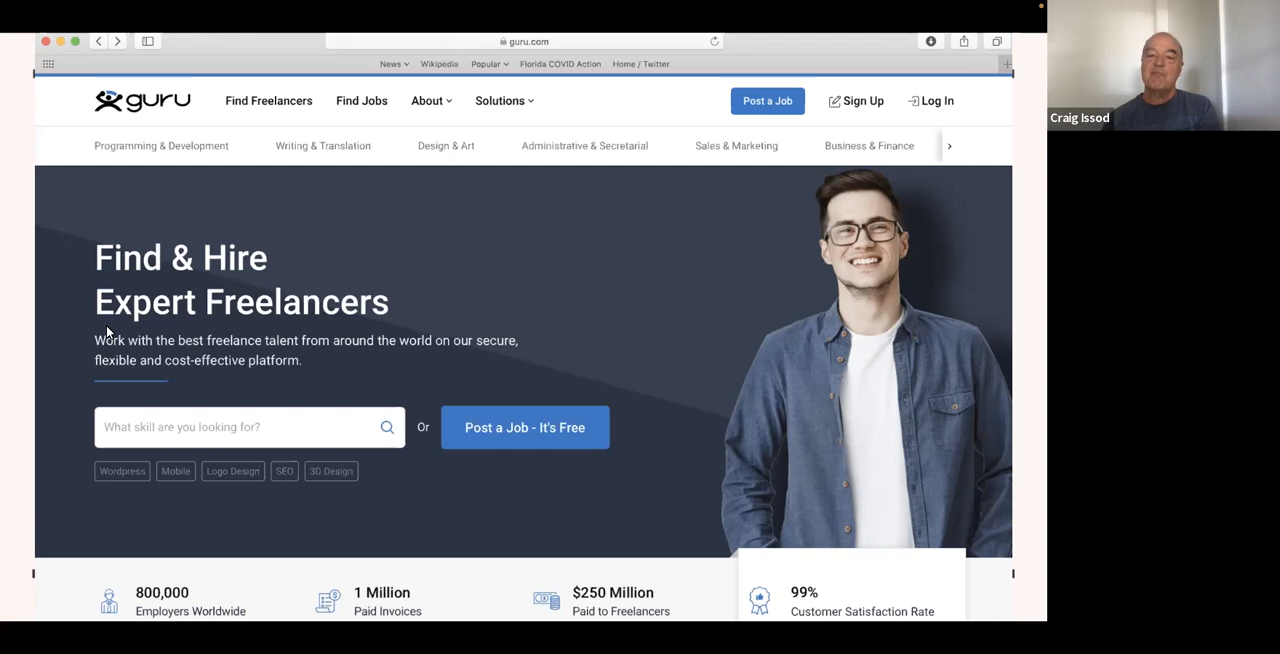 guru.com
News
Wikipedia
Popular
Florida COVID Action
Home / Twitter
guru
Find Freelancers
Find Jobs
About
Solutions
Post a Job
Sign Up
Log In
Programming & Development
Writing & Translation
Design & Art
Administrative & Secretarial
Sales & Marketing
Business & Finance
Find & Hire
Expert Freelancers
Work with the best freelance talent from around the world on our secure,
flexible and cost-effective platform.
What skill are you looking for?
Or
Post a Job - It's Free
Wordpress
Mobile
Logo Design
SEO
3D Design
800,000
Employers Worldwide
1 Million
Paid Invoices
$250 Million
Paid to Freelancers
99%
Customer Satisfaction Rate
Craig Issod